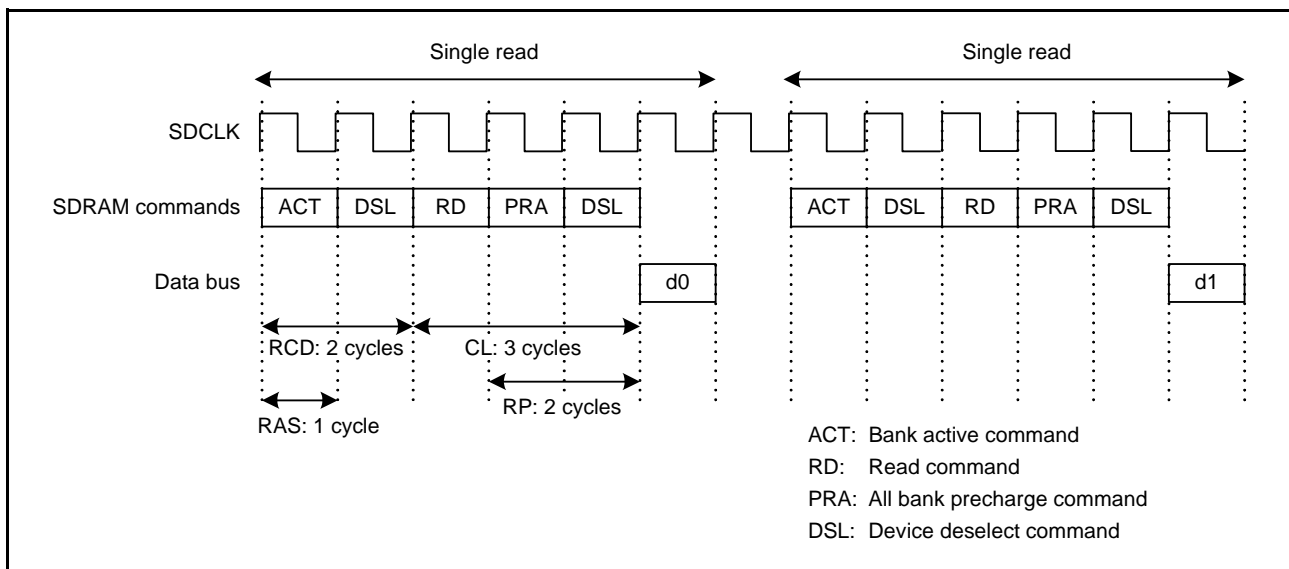 Single read Single read
SDCLK
SDRAM commands ACT DSL RD PRA DSL ACT DSL RD PRA DSL
Data bus d0 d1
RCD: 2 cycles CL: 3 cycles
RAS: 1 cycle RP: 2 cycles
ACT: Bank active command
RD: Read command
PRA: All bank precharge command
DSL: Device deselect command